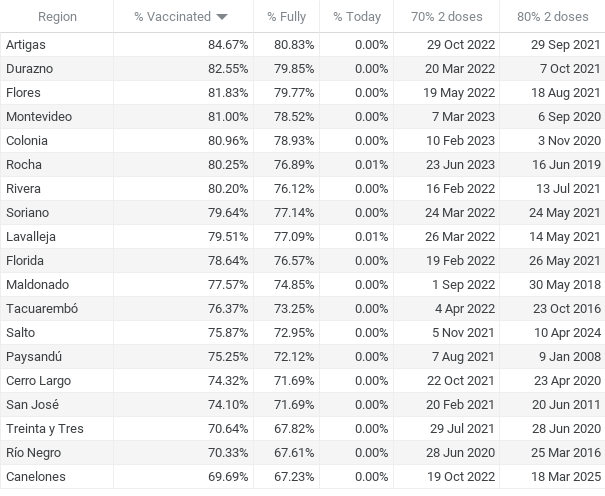 Region % Vaccinated % Fully % Today 70% 2 doses 80% 2 doses
Artigas 84.67% 80.83% 0.00% 29 Oct 2022 29 Sep 2021
Durazno 82.55% 79.85% 0.00% 20 Mar 2022 7 Oct 2021
Flores 81.83% 79.77% 0.00% 19 May 2022 18 Aug 2021
Montevideo 81.00% 78.52% 0.00% 7 Mar 2023 6 Sep 2020
Colonia 80.96% 78.93% 0.00% 10 Feb 2023 3 Nov 2020
Rocha 80.25% 76.89% 0.01% 23 Jun 2023 16 Jun 2019
Rivera 80.20% 76.12% 0.00% 16 Feb 2022 13 Jul 2021
Soriano 79.64% 77.14% 0.00% 24 Mar 2022 24 May 2021
Lavalleja 79.51% 77.09% 0.01% 26 Mar 2022 14 May 2021
Florida 78.64% 76.57% 0.00% 19 Feb 2022 26 May 2021
Maldonado 77.57% 74.85% 0.00% 1 Sep 2022 30 May 2018
Tacuarembó 76.37% 73.25% 0.00% 4 Apr 2022 23 Oct 2016
Salto 75.87% 72.95% 0.00% 5 Nov 2021 10 Apr 2024
Paysandú 75.25% 72.12% 0.00% 7 Aug 2021 9 Jan 2008
Cerro Largo 74.32% 71.69% 0.00% 22 Oct 2021 23 Apr 2020
San José 74.10% 71.69% 0.00% 20 Feb 2021 20 Jun 2011
Treinta y Tres 70.64% 67.82% 0.00% 29 Jul 2021 28 Jun 2020
Río Negro 70.33% 67.61% 0.00% 28 Jun 2020 25 Mar 2016
Canelones 69.69% 67.23% 0.00% 19 Oct 2022 18 Mar 2025